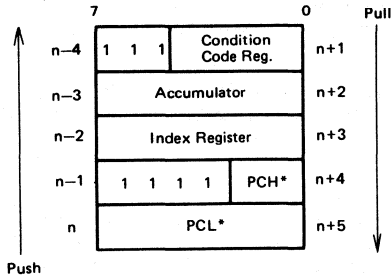 7 0
Pull
n–4 1 1 1 Condition Code Reg. n+1
n–3 Accumulator n+2
n–2 Index Register n+3
n–1 1 1 1 1 PCH* n+4
n PCL* n+5
Push